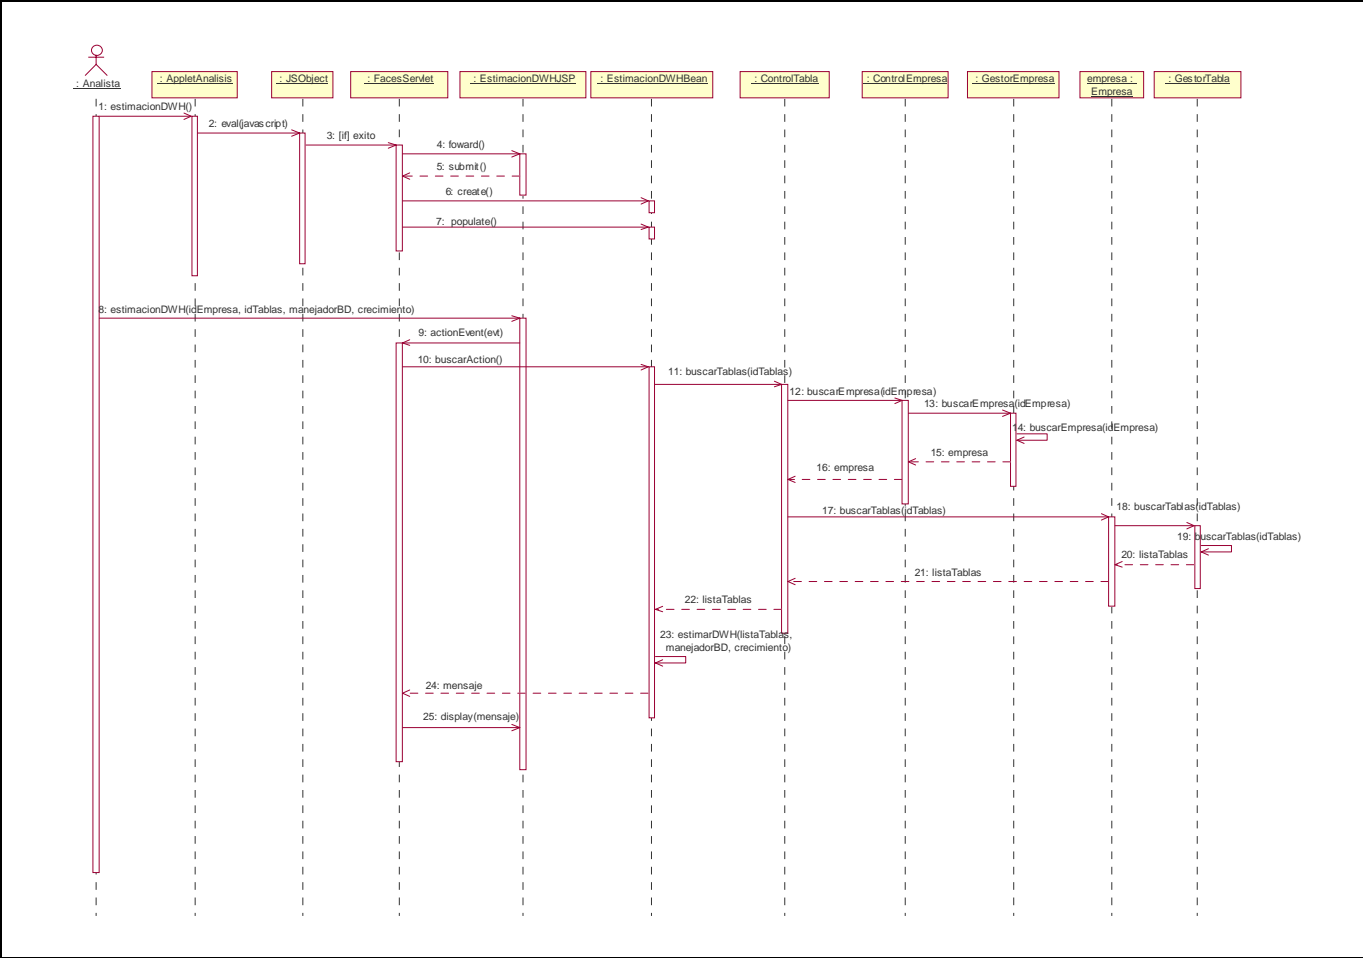 : Analista
: AppletAnalisis
: JSObject
: FacesServlet
: EstimacionDWHJSP
: EstimacionDWHBean
: ControlTabla
: ControlEmpresa
: GestorEmpresa
empresa :
Empresa
: GestorTabla
1: estimacionDWH()
2: eval(javascript)
3: [if] exito
4: foward()
5: submit()
6: create()
7: populate()
8: estimacionDWH(idEmpresa, idTablas, manejadorBD, crecimiento)
9: actionEvent(evt)
10: buscarAction()
11: buscarTablas(idTablas)
12: buscarEmpresa(idEmpresa)
13: buscarEmpresa(idEmpresa)
14: buscarEmpresa(idEmpresa)
15: empresa
16: empresa
17: buscarTablas(idTablas)
18: buscarTablas(idTablas)
19: buscarTablas(idTablas)
20: listaTablas
21: listaTablas
22: listaTablas
23: estimarDWH(listaTablas,
manejadorBD, crecimiento)
24: mensaje
25: display(mensaje)